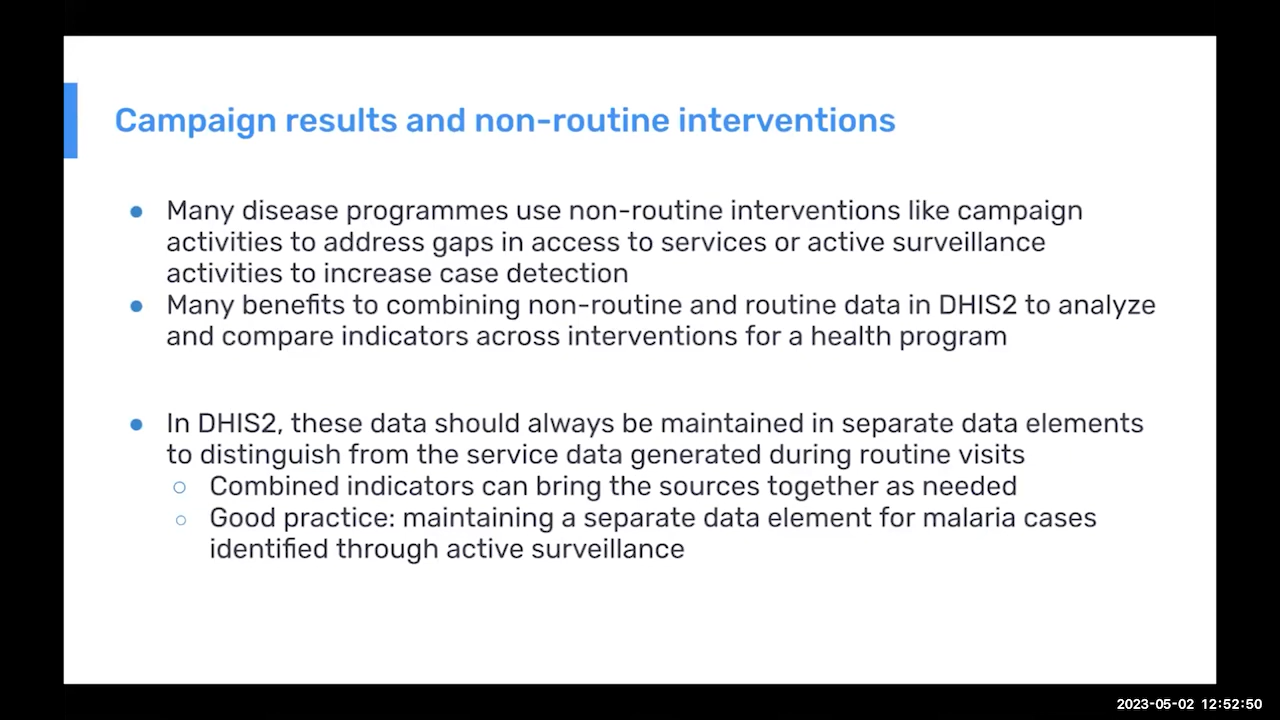 Campaign results and non-routine interventions
● Many disease programmes use non-routine interventions like campaign
activities to address gaps in access to services or active surveillance
activities to increase case detection
● Many benefits to combining non-routine and routine data in DHIS2 to analyze
and compare indicators across interventions for a health program
● In DHIS2, these data should always be maintained in separate data elements
to distinguish from the service data generated during routine visits
○ Combined indicators can bring the sources together as needed
○ Good practice: maintaining a separate data element for malaria cases
identified through active surveillance
2023-05-02 12:52:50